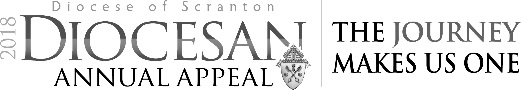 Diocese of Scranton
2018
DIOCESAN
ANNUAL APPEAL
THE JOURNEY
MAKES US ONE